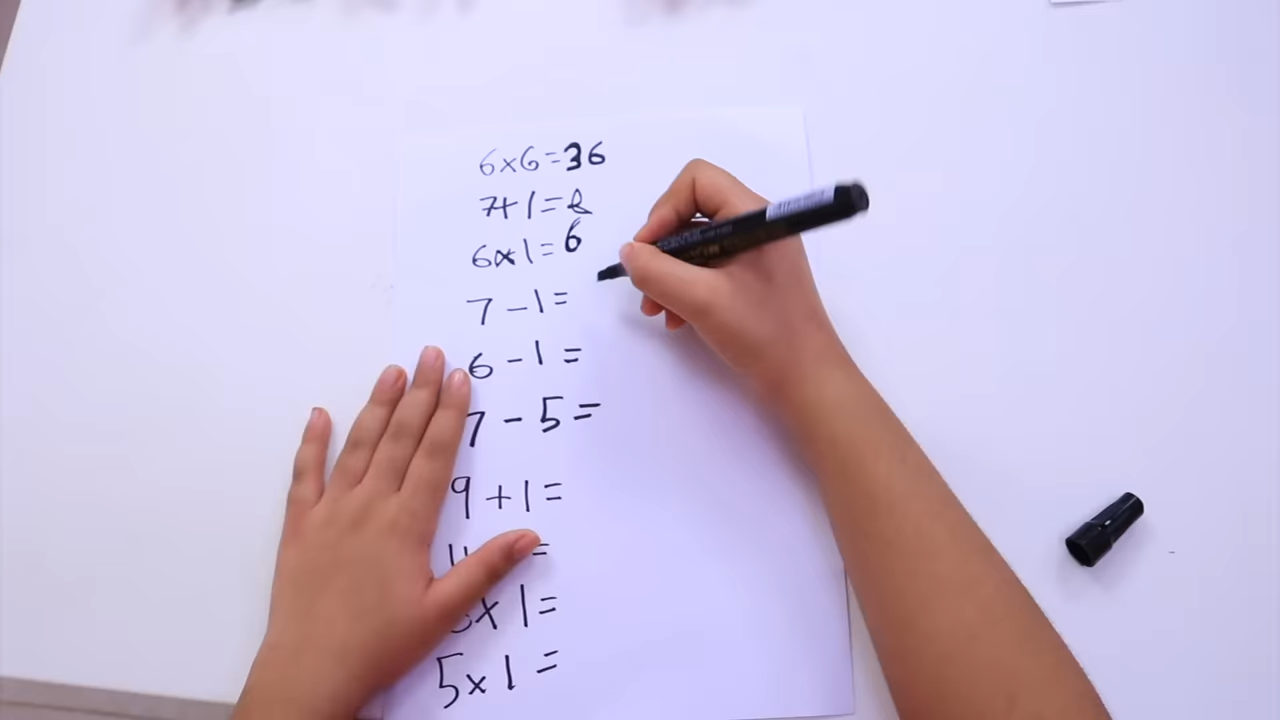 6x6=36
7+1=8
6x1=6
7-1=
6-1=
7-5=
9+1=
=
x1=
5x1=